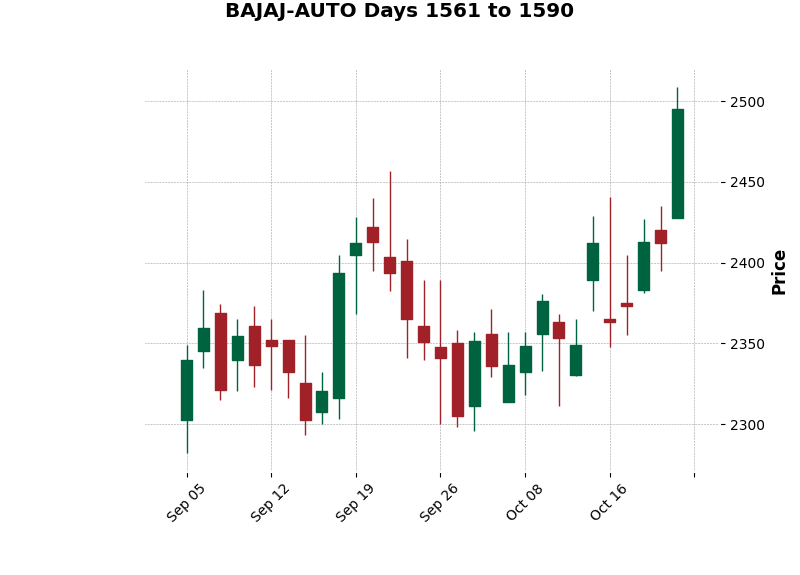 BAJAJ-AUTO Days 1561 to 1590
2500
2450
2400
2350
2300
Price
Sep 05
Sep 12
Sep 19
Sep 26
Oct 08
Oct 16